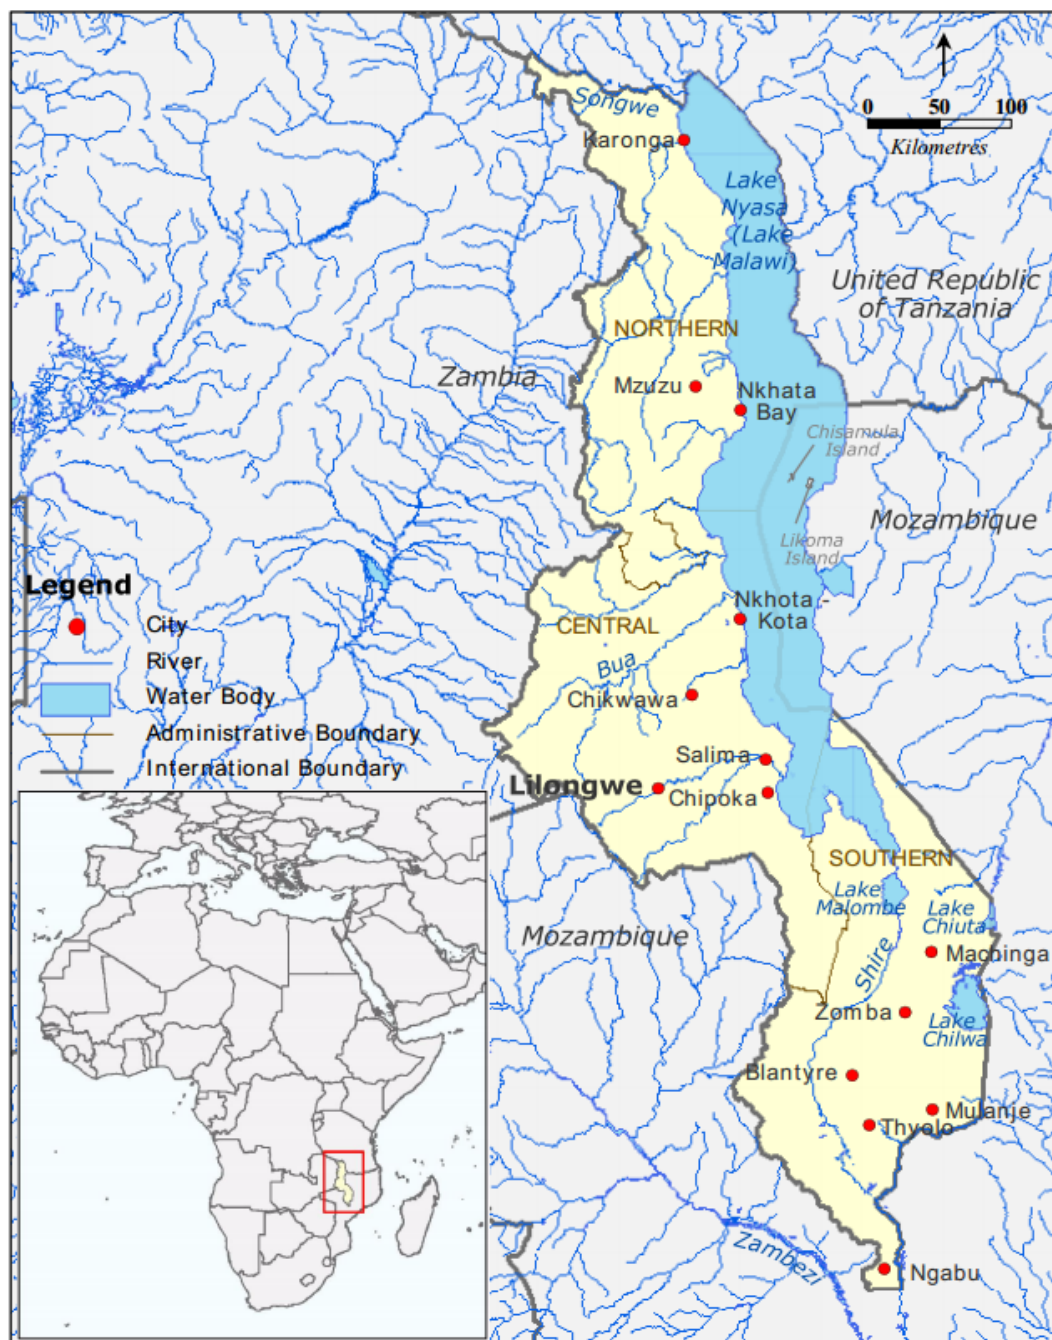 Songwe
Karonga
0 50 100
Kilometres
Lake
Nyasa
(Lake
Malawi)
United Republic
of Tanzania
NORTHERN
Zambia
Mzuzu
Nkhata
Bay
Chisamula
Island
Mozambique
Likoma
Island
Legend
City
River
Water Body
Administrative Boundary
International Boundary
Nkhota -
Kota
CENTRAL
Bua
Chikwawa
Salima
Lilongwe
Chipoka
SOUTHERN
Lake
Malombe
Lake
Chiuta
Mozambique
Machinga
Shire
Zomba
Lake
Chilwa
Blantyre
Mulanje
Thyolo
Zambezi
Ngabu